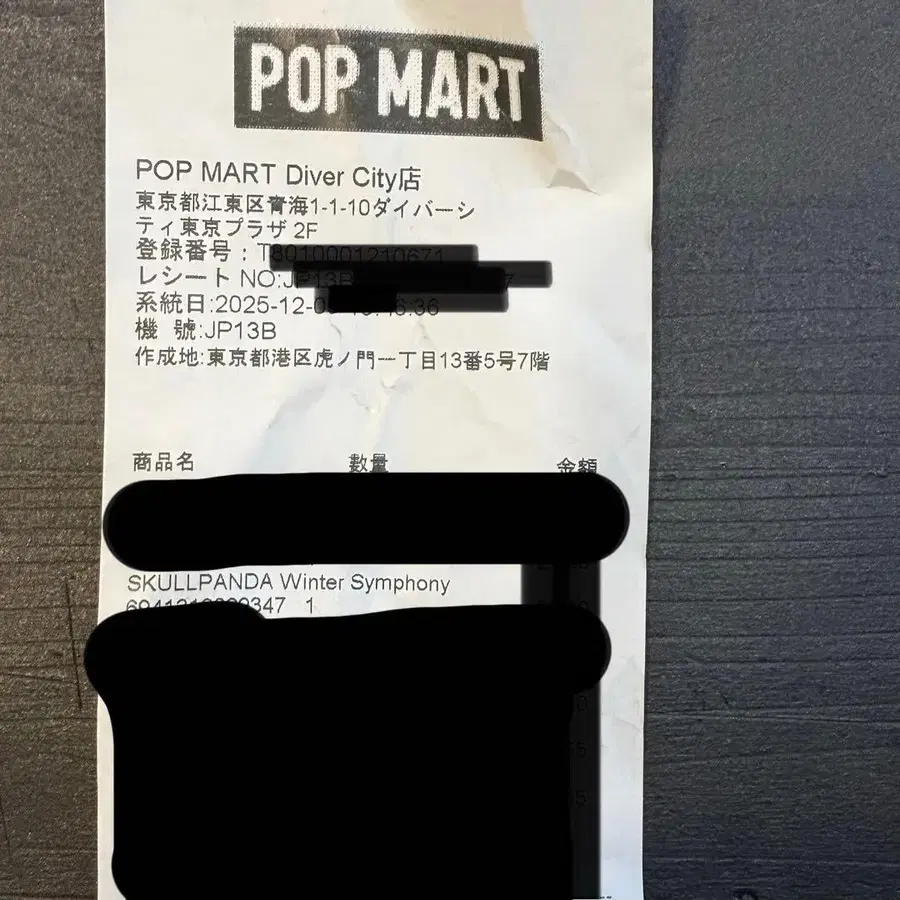 POP MART
POP MART Diver City店
東京都江東区青海1-1-10ダイバーシ
ティ東京プラザ 2F
登録番号:
レシート NO:
系統日:2025-12-
機 號:JP13B
作成地:東京都港区虎ノ門一丁目13番5号7階
商品名 數量 金額
SKULLPANDA Winter Symphony
1